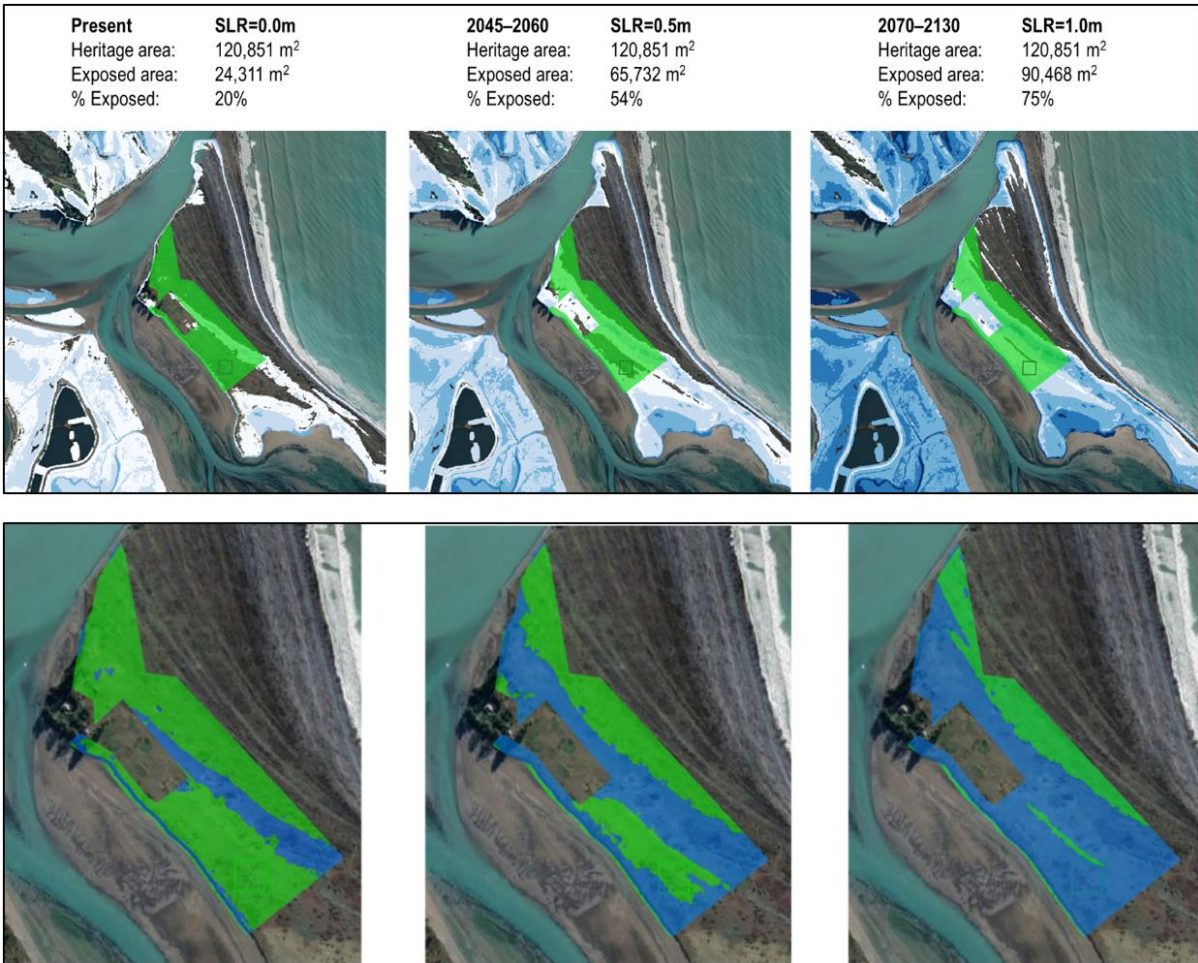 Present SLR=0.0m
Heritage area: 120,851 m²
Exposed area: 24,311 m²
% Exposed: 20%
2045–2060 SLR=0.5m
Heritage area: 120,851 m²
Exposed area: 65,732 m²
% Exposed: 54%
2070–2130 SLR=1.0m
Heritage area: 120,851 m²
Exposed area: 90,468 m²
% Exposed: 75%